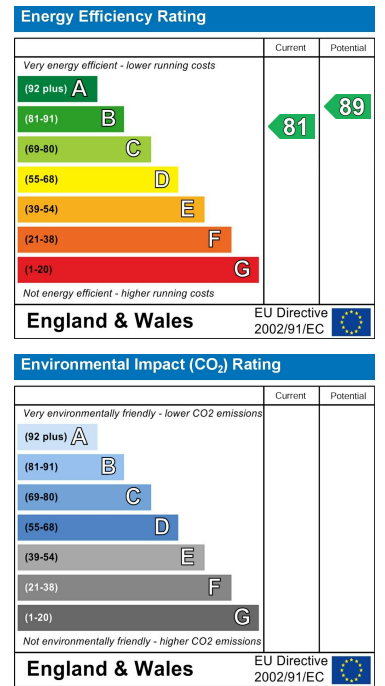 Energy Efficiency Rating
Current Potential
Very energy efficient - lower running costs
(92 plus) A
(81-91) B
(69-80) C
(55-68) D
(39-54) E
(21-38) F
(1-20) G
81
89
Not energy efficient - higher running costs
England & Wales
EU Directive
2002/91/EC
Environmental Impact (CO₂) Rating
Current Potential
Very environmentally friendly - lower CO2 emissions
(92 plus) A
(81-91) B
(69-80) C
(55-68) D
(39-54) E
(21-38) F
(1-20) G
Not environmentally friendly - higher CO2 emissions
England & Wales
EU Directive
2002/91/EC